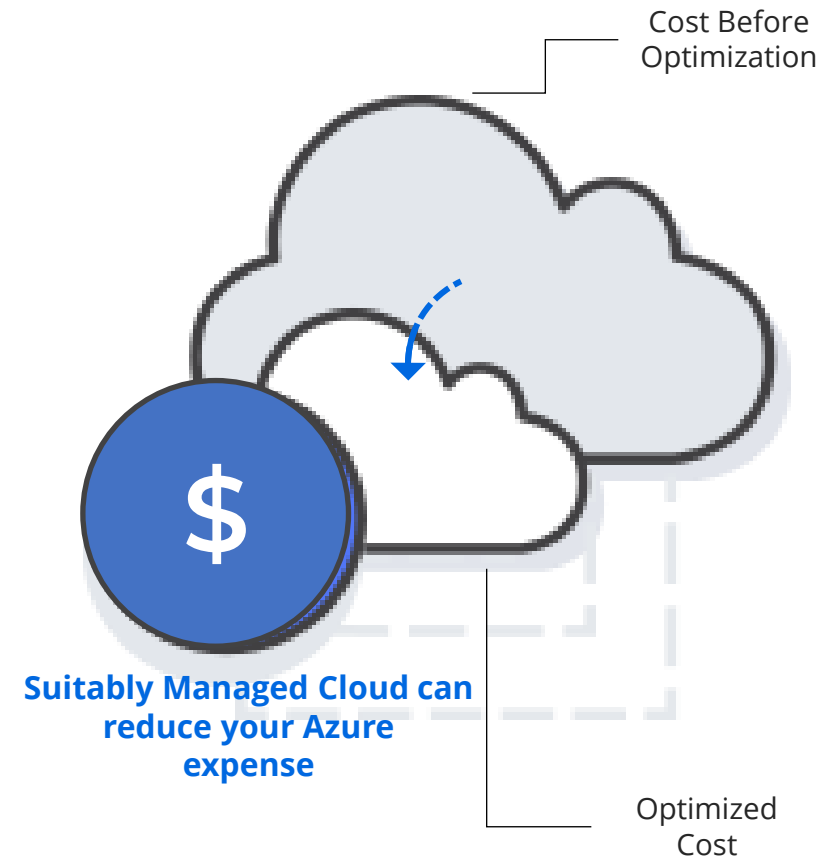 Cost Before
Optimization
$
Suitably Managed Cloud can
reduce your Azure
expense
Optimized
Cost